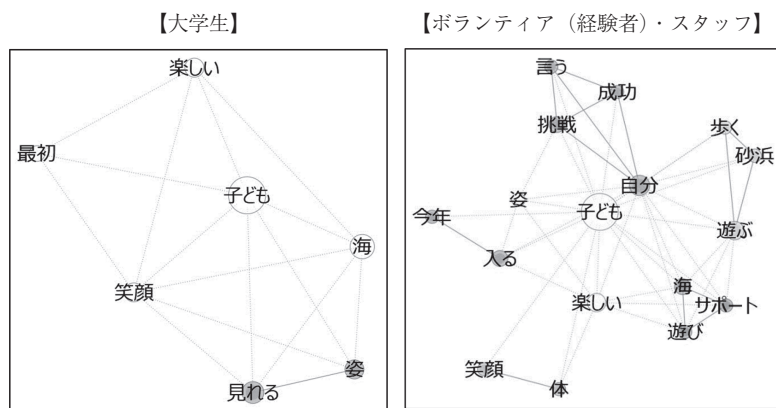 【大学生】
楽しい
最初
子ども
海
笑顔
姿
見れる
【ボランティア（経験者）・スタッフ】
言う
成功
挑戦
歩く
砂浜
自分
姿
子ども
今年
遊ぶ
入る
海
楽しい
サポート
遊び
笑顔
体